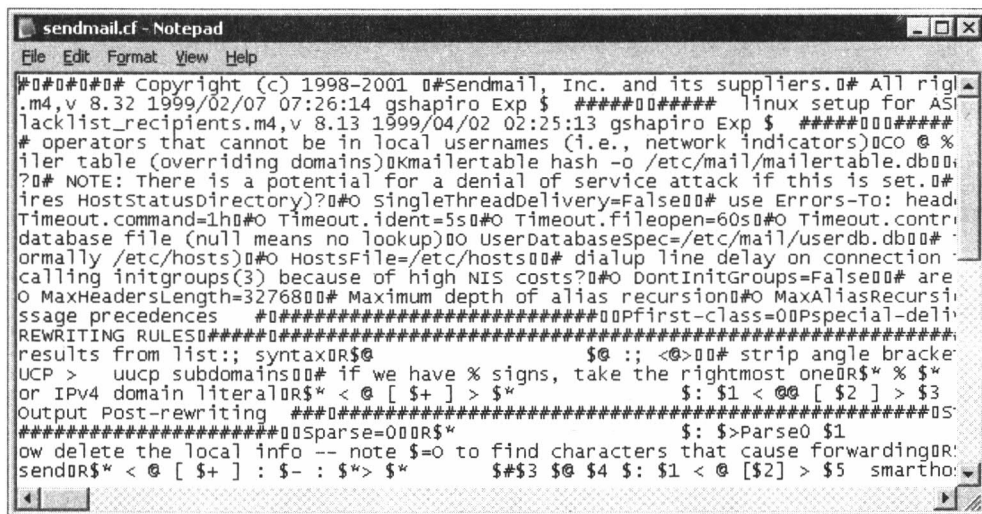 sendmail.cf - Notepad
File Edit Format View Help
#▯#▯#▯#▯# Copyright (c) 1998-2001 ▯#Sendmail, Inc. and its suppliers.▯# All rig
.m4,v 8.32 1999/02/07 07:26:14 gshapiro Exp $ #####▯▯##### linux setup for AS
lacklist_recipients.m4,v 8.13 1999/04/02 02:25:13 gshapiro Exp $ #####▯▯▯#####
# operators that cannot be in local usernames (i.e., network indicators)▯CO @ %
iler table (overriding domains)▯Kmailertable hash -o /etc/mail/mailertable.db▯▯
?▯# NOTE: There is a potential for a denial of service attack if this is set.▯#
ires HostStatusDirectory)?▯#O SingleThreadDelivery=False▯▯# use Errors-To: head
Timeout.command=1h▯#O Timeout.ident=5s▯#O Timeout.fileopen=60s▯#O Timeout.contr
database file (null means no lookup)▯O UserDatabaseSpec=/etc/mail/userdb.db▯▯#
ormally /etc/hosts)▯#O HostsFile=/etc/hosts▯▯# dialup line delay on connection
calling initgroups(3) because of high NIS costs?▯#O DontInitGroups=False▯▯# are
O MaxHeadersLength=32768▯▯# Maximum depth of alias recursion▯#O MaxAliasRecursi
ssage precedences #▯###########################▯▯Pfirst-class=0▯Pspecial-deli
REWRITING RULES▯#####▯###################################################
results from list:; syntax▯R$@ $@ :; <@>▯▯# strip angle bracke
UCP > uucp subdomains▯▯# if we have % signs, take the rightmost one▯R$* % $*
or IPv4 domain literal▯R$* < @ [ $+ ] > $* $: $1 < @@ [ $2 ] > $3
Output Post-rewriting ###▯##################################################▯S
######################▯▯Sparse=0▯▯R$* $: $>Parse0 $1
ow delete the local info -- note $=O to find characters that cause forwarding▯R
send▯R$* < @ [ $+ ] : $- : $*> $* $#$3 $@ $4 $: $1 < @ [$2] > $5 smartho